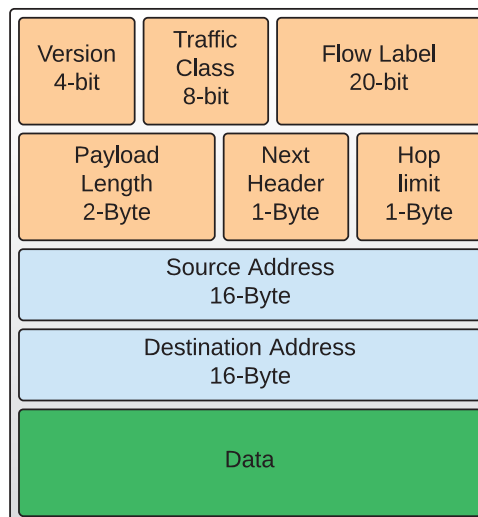 Version
4-bit
Traffic
Class
8-bit
Flow Label
20-bit
Payload
Length
2-Byte
Next
Header
1-Byte
Hop
limit
1-Byte
Source Address
16-Byte
Destination Address
16-Byte
Data